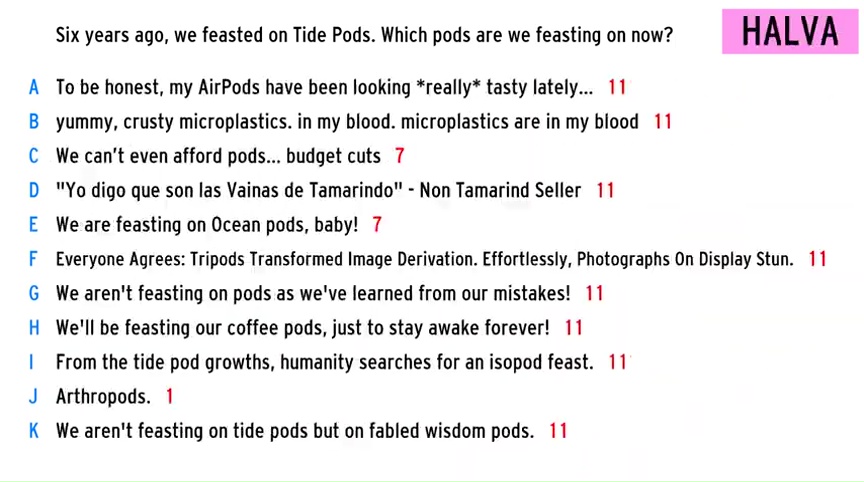 Six years ago, we feasted on Tide Pods. Which pods are we feasting on now?
HALVA
A To be honest, my AirPods have been looking *really* tasty lately... 11
B yummy, crusty microplastics. in my blood. microplastics are in my blood 11
C We can't even afford pods... budget cuts 7
D "Yo digo que son las Vainas de Tamarindo" - Non Tamarind Seller 11
E We are feasting on Ocean pods, baby! 7
F Everyone Agrees: Tripods Transformed Image Derivation. Effortlessly, Photographs On Display Stun. 11
G We aren't feasting on pods as we've learned from our mistakes! 11
H We'll be feasting our coffee pods, just to stay awake forever! 11
I From the tide pod growths, humanity searches for an isopod feast. 11
J Arthropods. 1
K We aren't feasting on tide pods but on fabled wisdom pods. 11